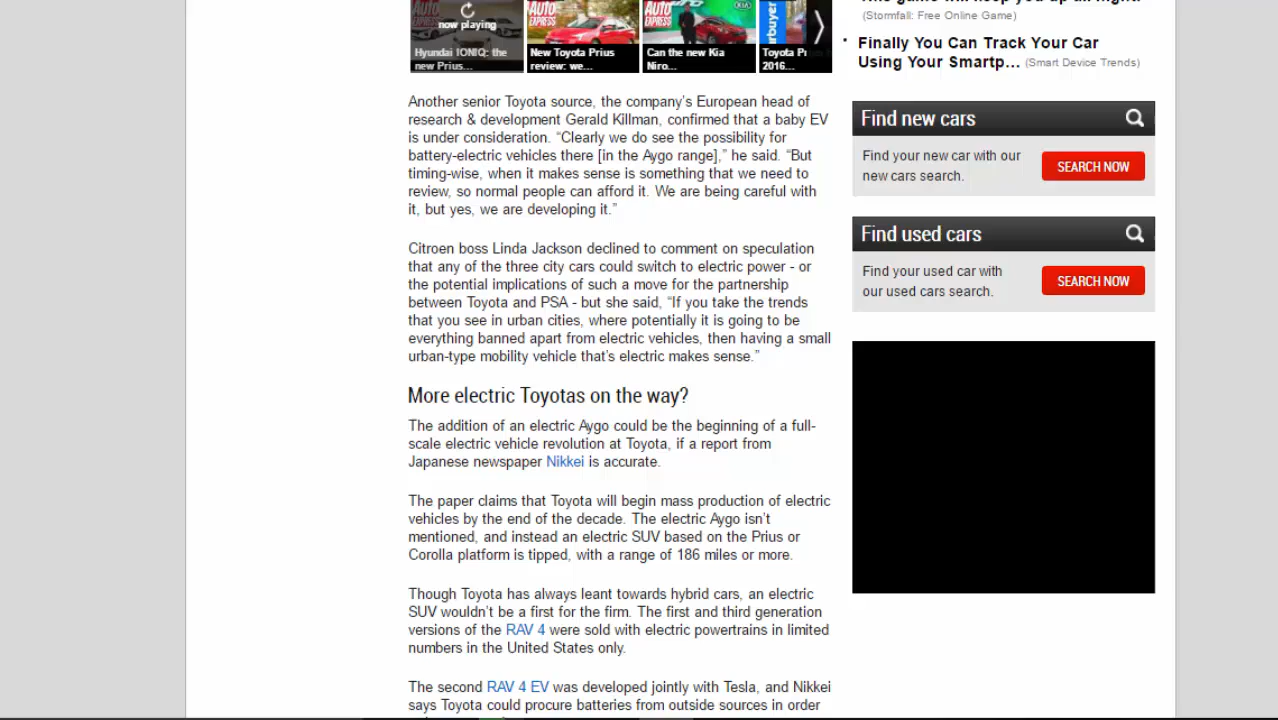 This game will keep you up all night!
(Stormfall: Free Online Game)
Finally You Can Track Your Car
Using Your Smartp... (Smart Device Trends)
AUTO EXPRESS
now playing
Hyundai IONIQ: the
new Prius...
AUTO EXPRESS
New Toyota Prius
review: we...
AUTO EXPRESS
KIA
Can the new Kia
Niro...
carbuyer
Toyota Pr
2016...
Another senior Toyota source, the company's European head of
research & development Gerald Killman, confirmed that a baby EV
is under consideration. “Clearly we do see the possibility for
battery-electric vehicles there [in the Aygo range],” he said. “But
timing-wise, when it makes sense is something that we need to
review, so normal people can afford it. We are being careful with
it, but yes, we are developing it.”
Citroen boss Linda Jackson declined to comment on speculation
that any of the three city cars could switch to electric power - or
the potential implications of such a move for the partnership
between Toyota and PSA - but she said, “If you take the trends
that you see in urban cities, where potentially it is going to be
everything banned apart from electric vehicles, then having a small
urban-type mobility vehicle that's electric makes sense.”
More electric Toyotas on the way?
The addition of an electric Aygo could be the beginning of a full-
scale electric vehicle revolution at Toyota, if a report from
Japanese newspaper Nikkei is accurate.
The paper claims that Toyota will begin mass production of electric
vehicles by the end of the decade. The electric Aygo isn't
mentioned, and instead an electric SUV based on the Prius or
Corolla platform is tipped, with a range of 186 miles or more.
Though Toyota has always leant towards hybrid cars, an electric
SUV wouldn't be a first for the firm. The first and third generation
versions of the RAV 4 were sold with electric powertrains in limited
numbers in the United States only.
The second RAV 4 EV was developed jointly with Tesla, and Nikkei
says Toyota could procure batteries from outside sources in order
Find new cars
Find your new car with our
new cars search.
SEARCH NOW
Find used cars
Find your used car with
our used cars search.
SEARCH NOW